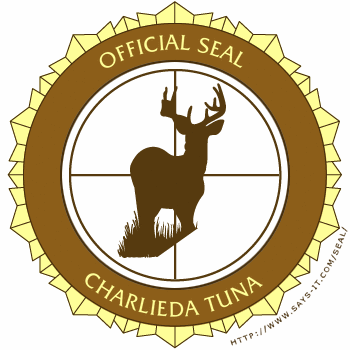 OFFICIAL SEAL
CHARLIEDA TUNA
HTTP://WWW.SAYS-IT.COM/SEAL/